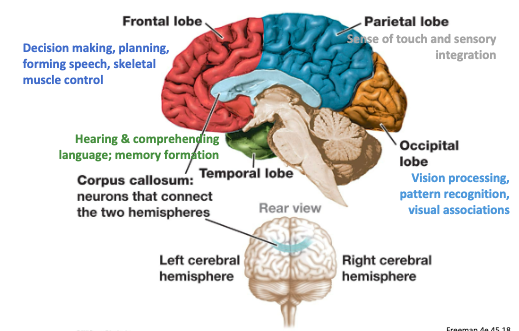 Frontal lobe
Decision making, planning,
forming speech, skeletal
muscle control
Parietal lobe
Sense of touch and sensory
integration
Hearing & comprehending
language; memory formation
Temporal lobe
Occipital
lobe
Vision processing,
pattern recognition,
visual associations
Corpus callosum:
neurons that connect
the two hemispheres
Rear view
Left cerebral
hemisphere
Right cerebral
hemisphere
Freeman 4e 45.18